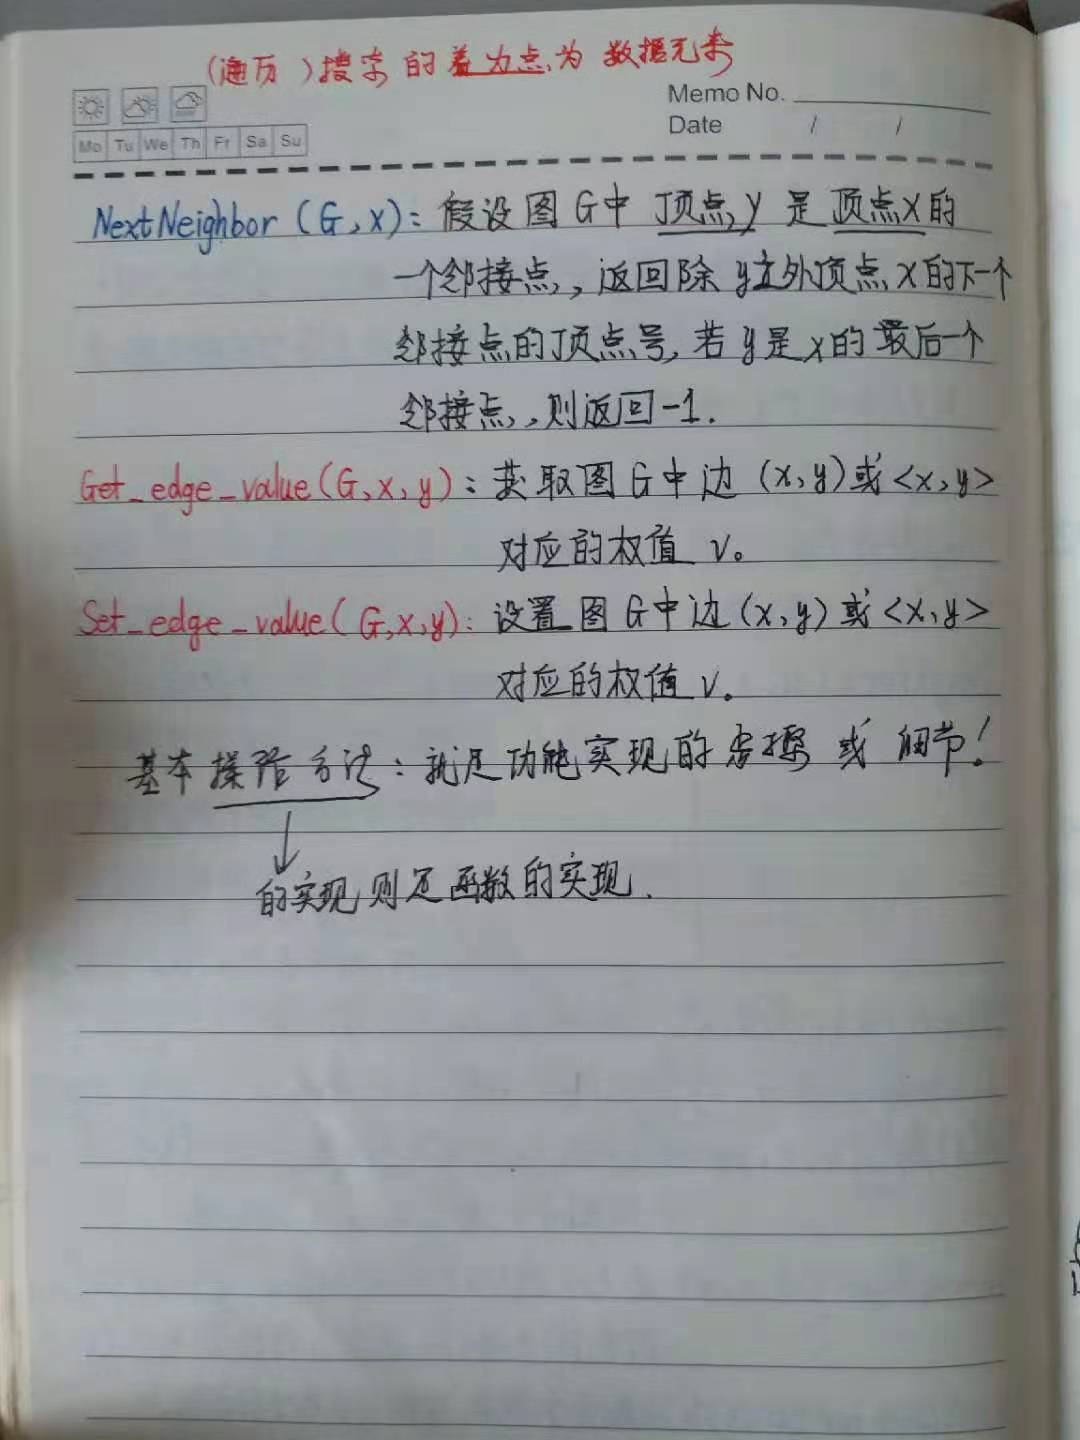 (遍历)搜索的着力点为数据元素
Memo No.
Date / /
Mo Tu We Th Fr Sa Su
NextNeighbor(G,x): 假设图G中顶点y是顶点x的
一个邻接点,返回除y之外顶点x的下一个
邻接点的顶点号,若y是x的最后一个
邻接点,,则返回-1.
Get_edge_value(G,x,y): 获取图G中边(x,y)或<x,y>
对应的权值v。
Set_edge_value(G,x,y): 设置图G中边(x,y)或<x,y>
对应的权值v。
基本操作方法:就是功能实现的步骤或细节!
的实现则是函数的实现.